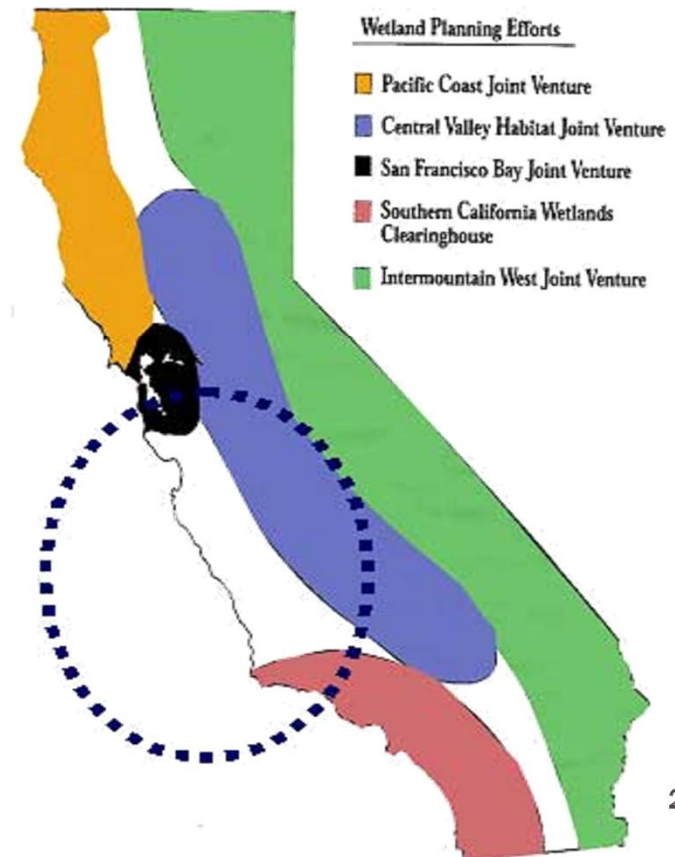 Wetland Planning Efforts
Pacific Coast Joint Venture
Central Valley Habitat Joint Venture
San Francisco Bay Joint Venture
Southern California Wetlands
Clearinghouse
Intermountain West Joint Venture
2